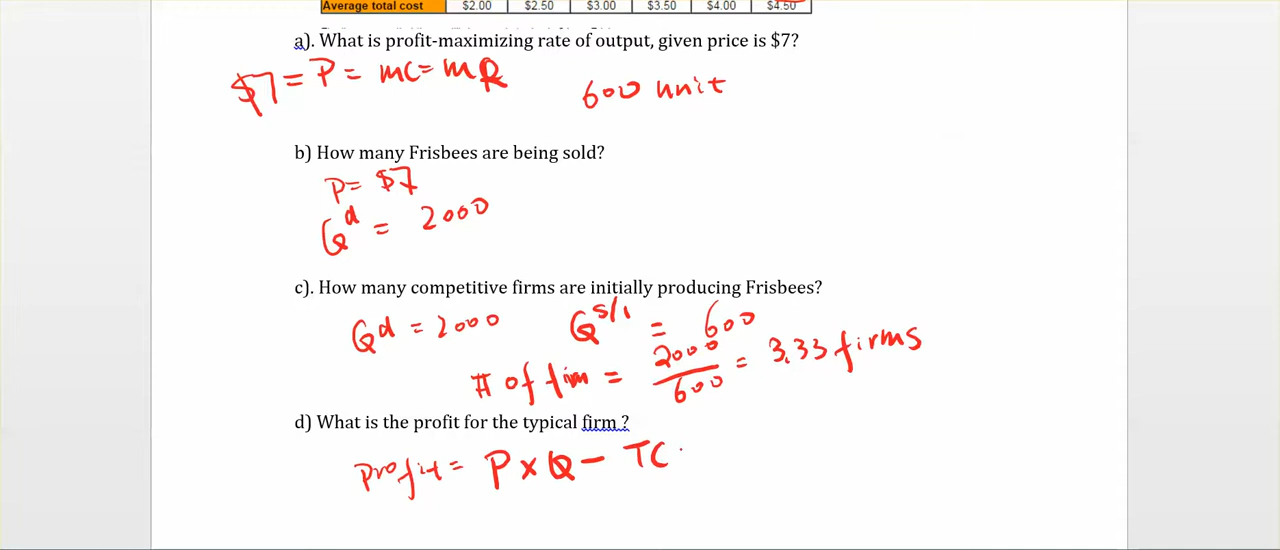 Average total cost $2.00 $2.50 $3.00 $3.50 $4.00 $4.50
a). What is profit-maximizing rate of output, given price is $7?
$7 = P = MC = MR 600 unit
b) How many Frisbees are being sold?
P= $7
Qd = 2000
c). How many competitive firms are initially producing Frisbees?
Qd = 2000 Qs/1 = 600
# of firm = 2000/600 = 3.33 firms
d) What is the profit for the typical firm ?
Profit = P x Q - TC